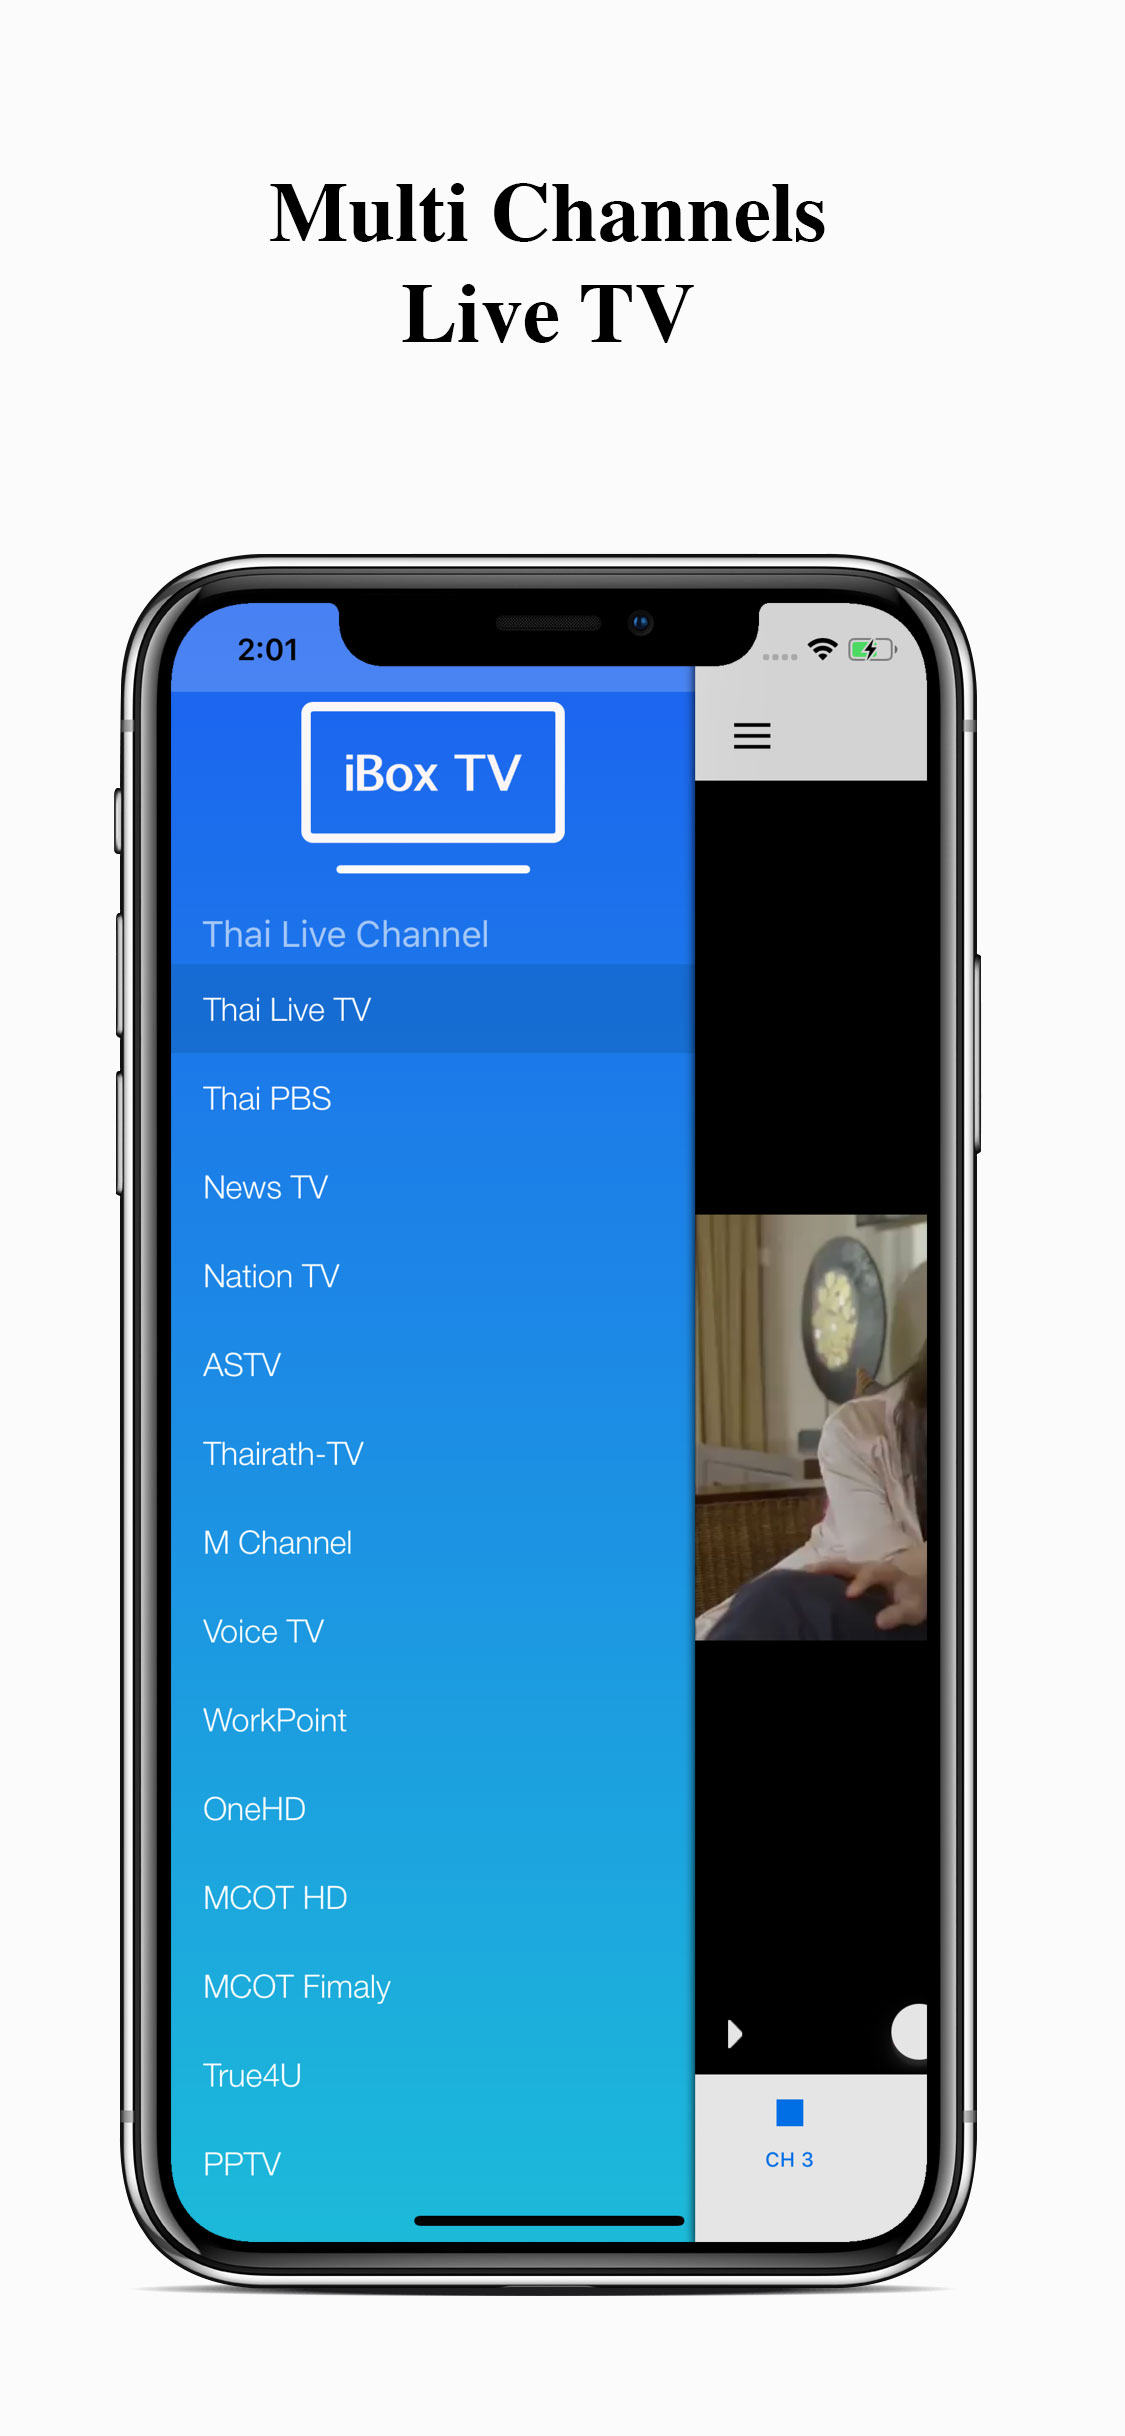 Multi Channels
Live TV
2:01
iBox TV
Thai Live Channel
Thai Live TV
Thai PBS
News TV
Nation TV
ASTV
Thairath-TV
M Channel
Voice TV
WorkPoint
OneHD
MCOT HD
MCOT Fimaly
True4U
PPTV
CH 3